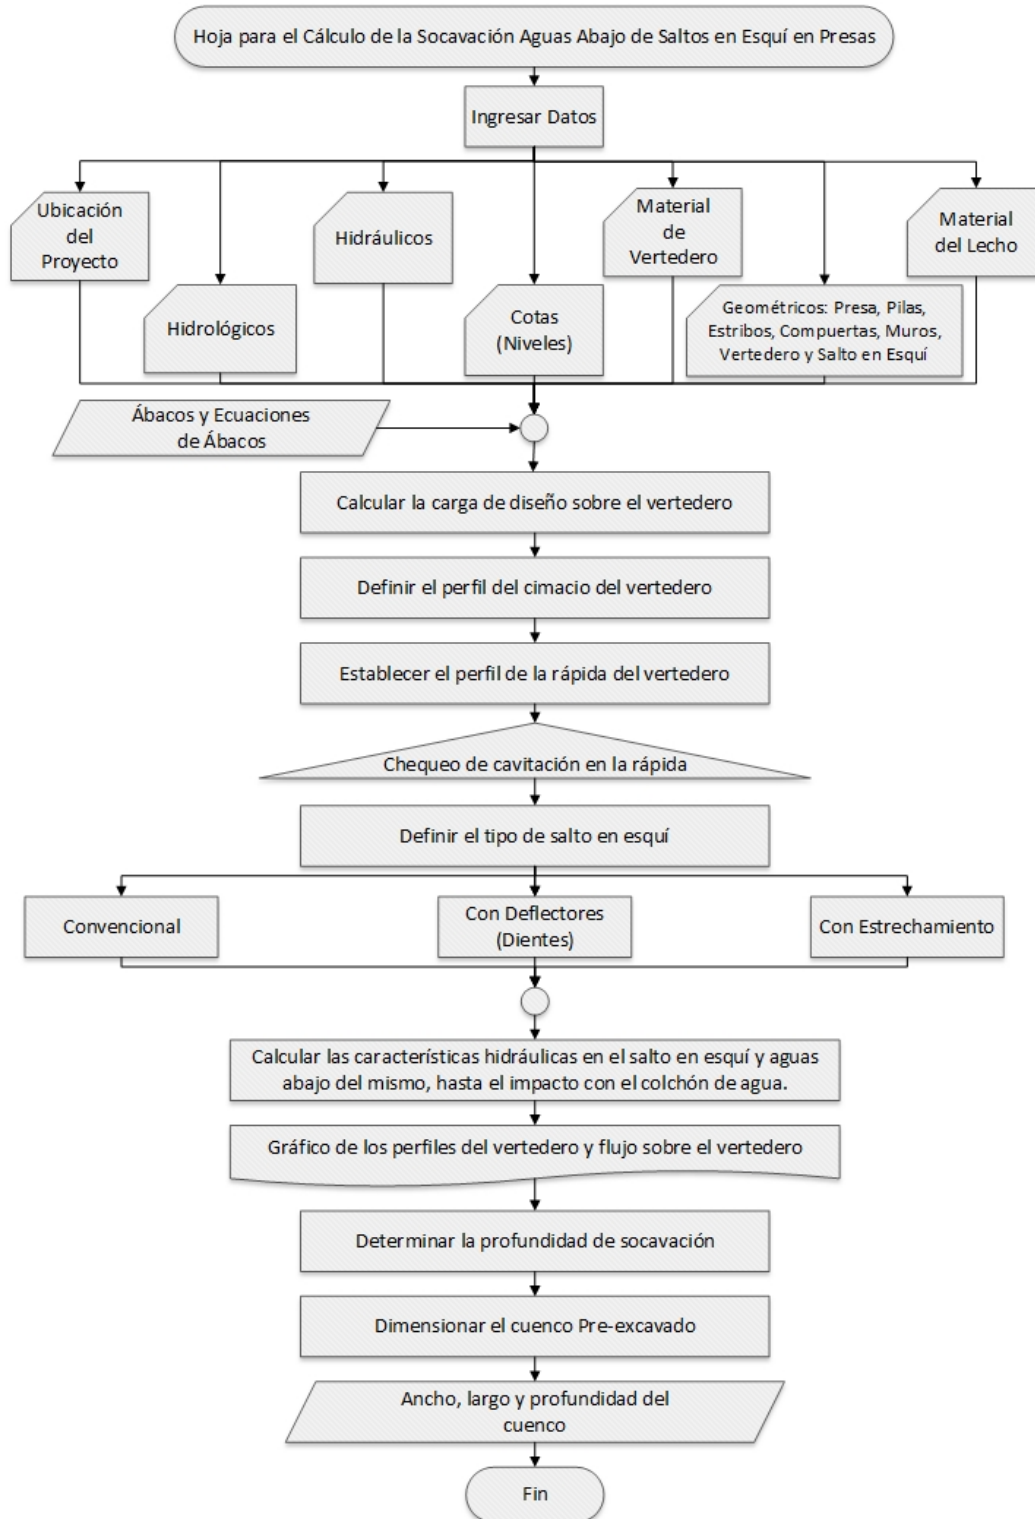 Hoja para el Cálculo de la Socavación Aguas Abajo de Saltos en Esquí en Presas
Ingresar Datos
Ubicación
del
Proyecto
Hidrológicos
Hidráulicos
Cotas
(Niveles)
Material
de
Vertedero
Geométricos: Presa, Pilas,
Estribos, Compuertas, Muros,
Vertedero y Salto en Esquí
Material
del Lecho
Ábacos y Ecuaciones
de Ábacos
Calcular la carga de diseño sobre el vertedero
Definir el perfil del cimacio del vertedero
Establecer el perfil de la rápida del vertedero
Chequeo de cavitación en la rápida
Definir el tipo de salto en esquí
Convencional
Con Deflectores
(Dientes)
Con Estrechamiento
Calcular las características hidráulicas en el salto en esquí y aguas
abajo del mismo, hasta el impacto con el colchón de agua.
Gráfico de los perfiles del vertedero y flujo sobre el vertedero
Determinar la profundidad de socavación
Dimensionar el cuenco Pre-excavado
Ancho, largo y profundidad del
cuenco
Fin